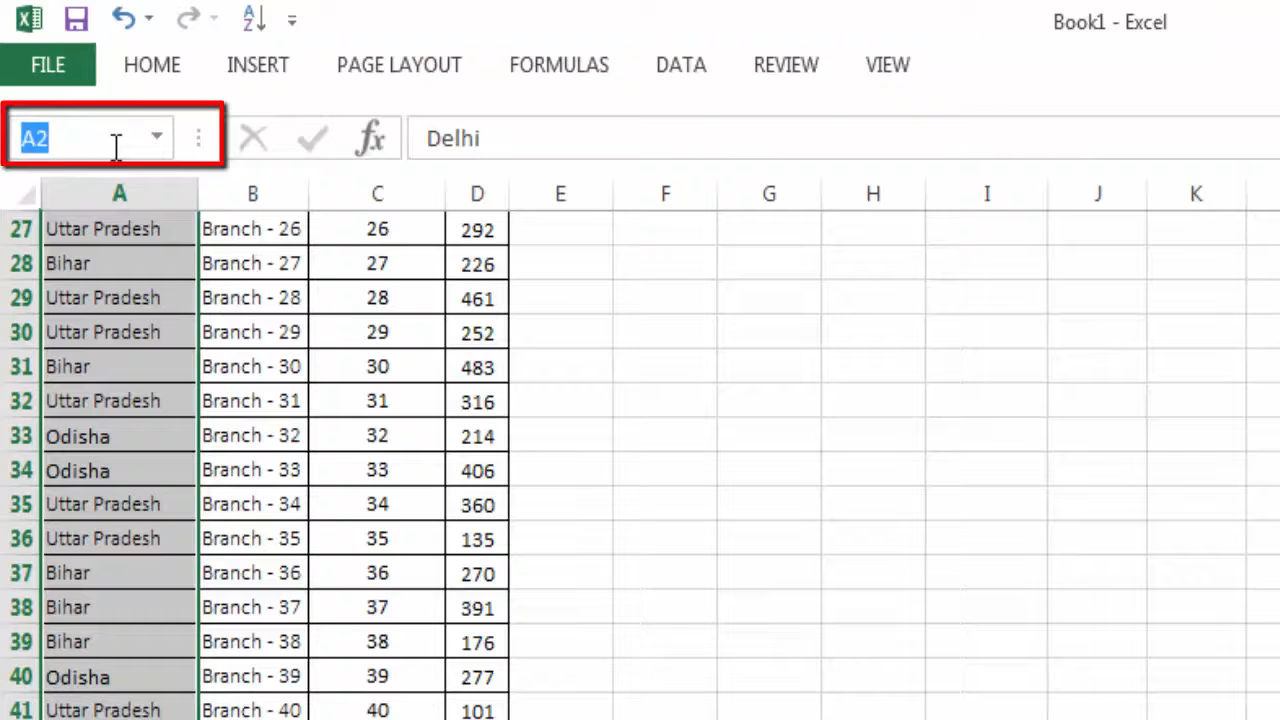 Book1 - Excel
FILE HOME INSERT PAGE LAYOUT FORMULAS DATA REVIEW VIEW
A2 fx Delhi
A B C D E F G H I J K
27 Uttar Pradesh Branch - 26 26 292
28 Bihar Branch - 27 27 226
29 Uttar Pradesh Branch - 28 28 461
30 Uttar Pradesh Branch - 29 29 252
31 Bihar Branch - 30 30 483
32 Uttar Pradesh Branch - 31 31 316
33 Odisha Branch - 32 32 214
34 Odisha Branch - 33 33 406
35 Uttar Pradesh Branch - 34 34 360
36 Uttar Pradesh Branch - 35 35 135
37 Bihar Branch - 36 36 270
38 Bihar Branch - 37 37 391
39 Bihar Branch - 38 38 176
40 Odisha Branch - 39 39 277
41 Uttar Pradesh Branch - 40 40 101